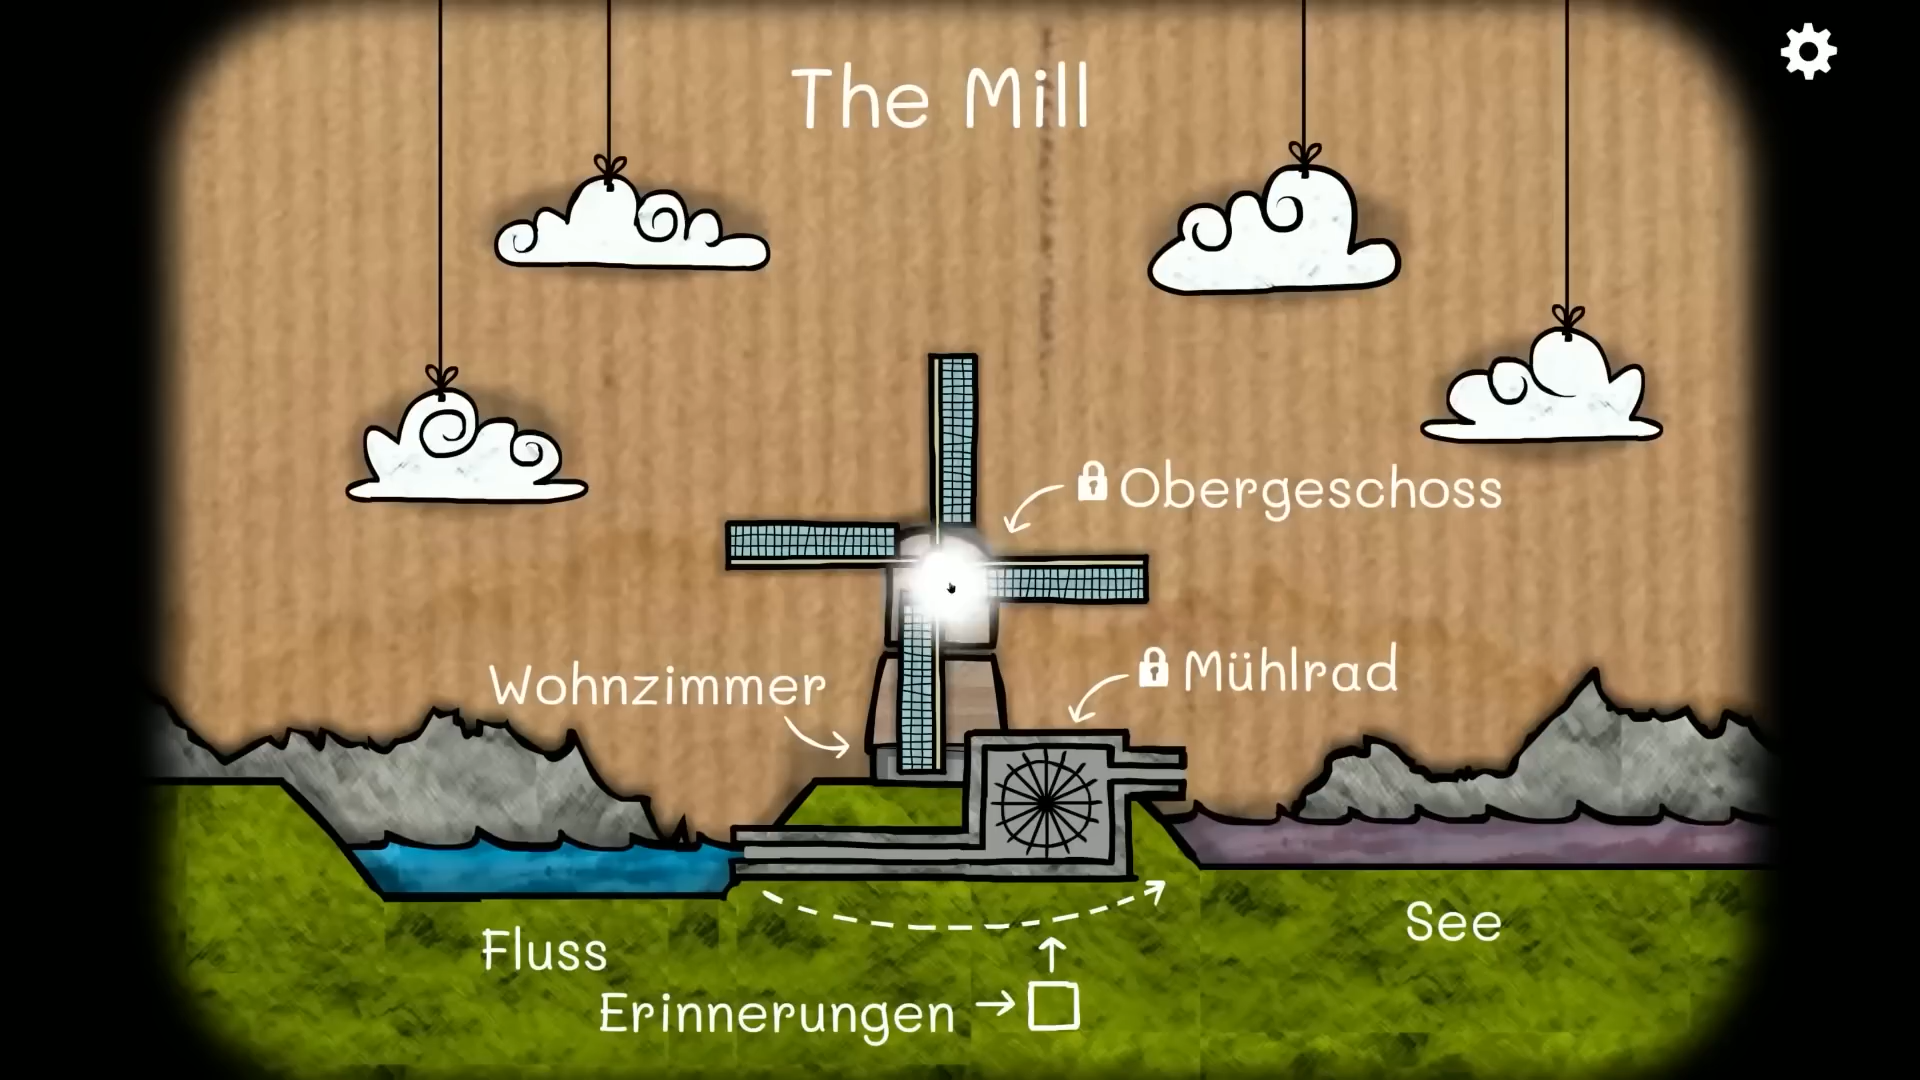 The Mill
Obergeschoss
Mühlrad
Wohnzimmer
Fluss
See
Erinnerungen